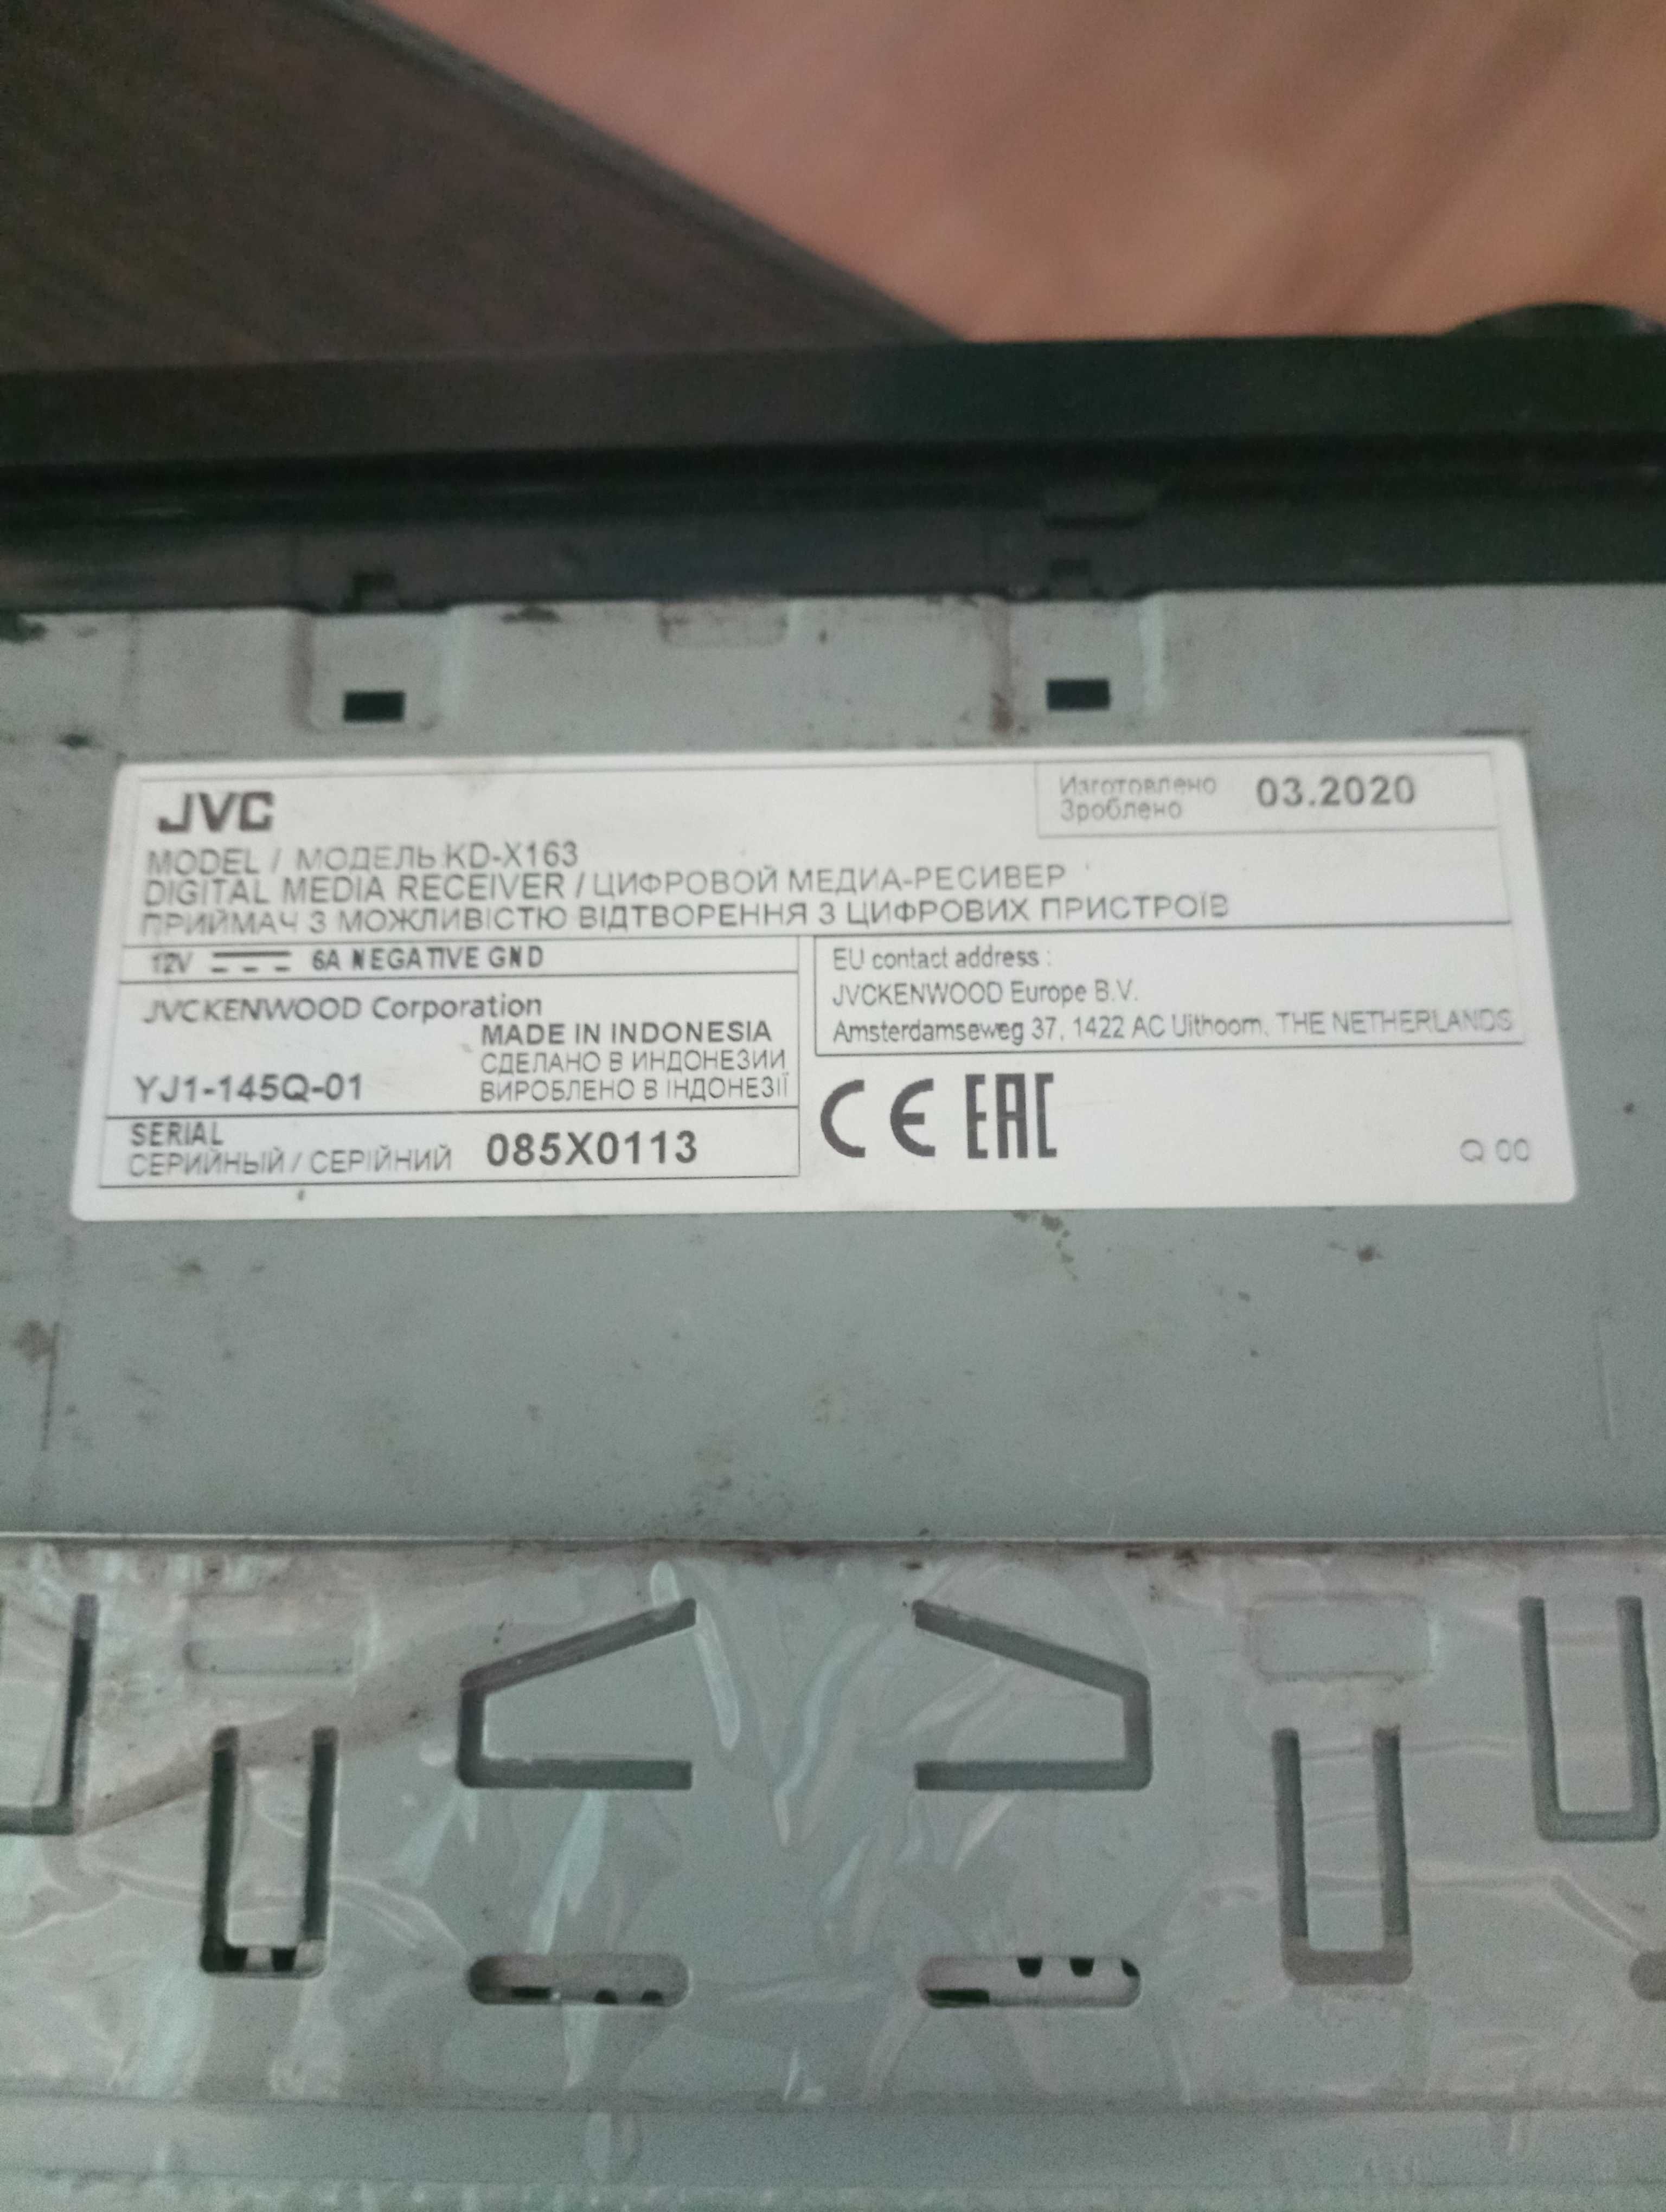 JVC
Изготовлено
Зроблено
03.2020
MODEL / МОДЕЛЬ KD-X163
DIGITAL MEDIA RECEIVER / ЦИФРОВОЙ МЕДИА-РЕСИВЕР
ПРИЙМАЧ З МОЖЛИВІСТЮ ВІДТВОРЕННЯ З ЦИФРОВИХ ПРИСТРОЇВ
12V 6A NEGATIVE GND
JVCKENWOOD Corporation
MADE IN INDONESIA
СДЕЛАНО В ИНДОНЕЗИИ
YJ1-145Q-01 ВИРОБЛЕНО В ІНДОНЕЗІЇ
SERIAL
СЕРИЙНЫЙ / СЕРІЙНИЙ 085X0113
EU contact address :
JVCKENWOOD Europe B.V.
Amsterdamseweg 37, 1422 AC Uithoorn, THE NETHERLANDS
CE EAC
Q 00